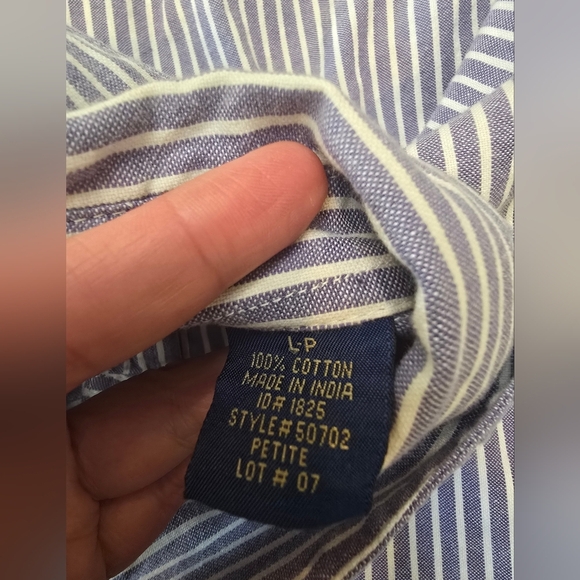 L-P
100% COTTON
MADE IN INDIA
ID# 1825
STYLE#50702
PETITE
LOT # 07